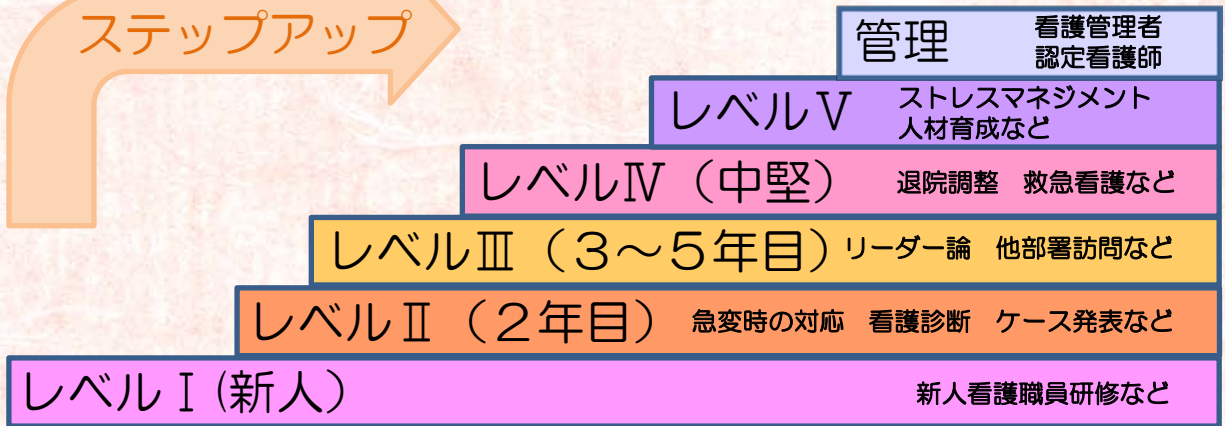 ステップアップ
管理 看護管理者
認定看護師
レベルⅤ ストレスマネジメント
人材育成など
レベルⅣ（中堅） 退院調整 救急看護など
レベルⅢ（３～５年目） リーダー論 他部署訪問など
レベルⅡ（２年目） 急変時の対応 看護診断 ケース発表など
レベルⅠ(新人） 新人看護職員研修など